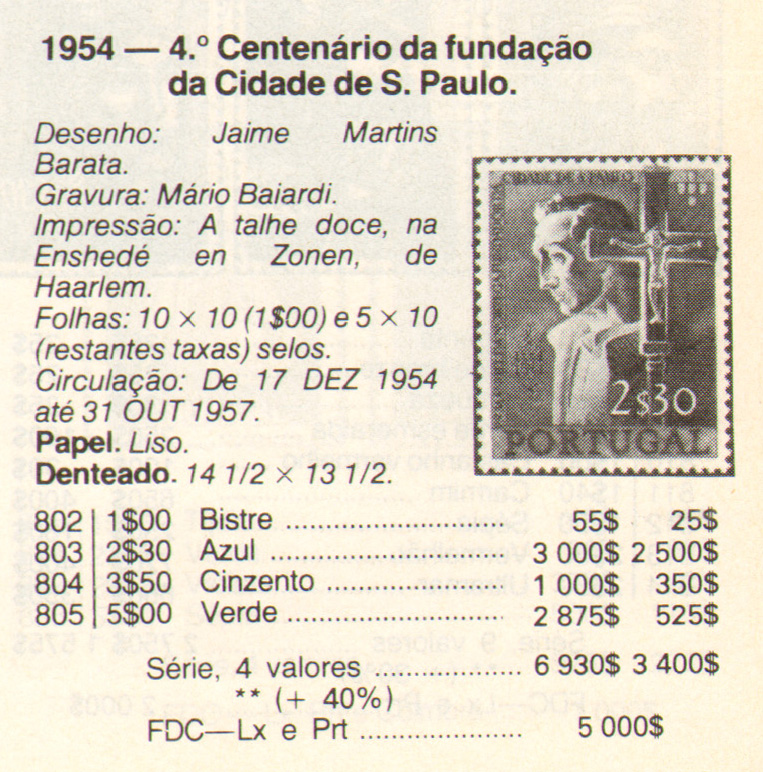 1954 — 4.º Centenário da fundação
da Cidade de S. Paulo.
Desenho: Jaime Martins
Barata.
Gravura: Mário Baiardi.
Impressão: A talhe doce, na
Enshedé en Zonen, de
Haarlem.
Folhas: 10 × 10 (1$00) e 5 × 10
(restantes taxas) selos.
Circulação: De 17 DEZ 1954
até 31 OUT 1957.
Papel. Liso.
Denteado. 14 1/2 × 13 1/2.
2$30
PORTUGAL
802 1$00 Bistre .................... 55$ 25$
803 2$30 Azul .................... 3 000$ 2 500$
804 3$50 Cinzento .................... 1 000$ 350$
805 5$00 Verde .................... 2 875$ 525$
Série, 4 valores .................... 6 930$ 3 400$
** (+ 40%)
FDC—Lx e Prt .................... 5 000$